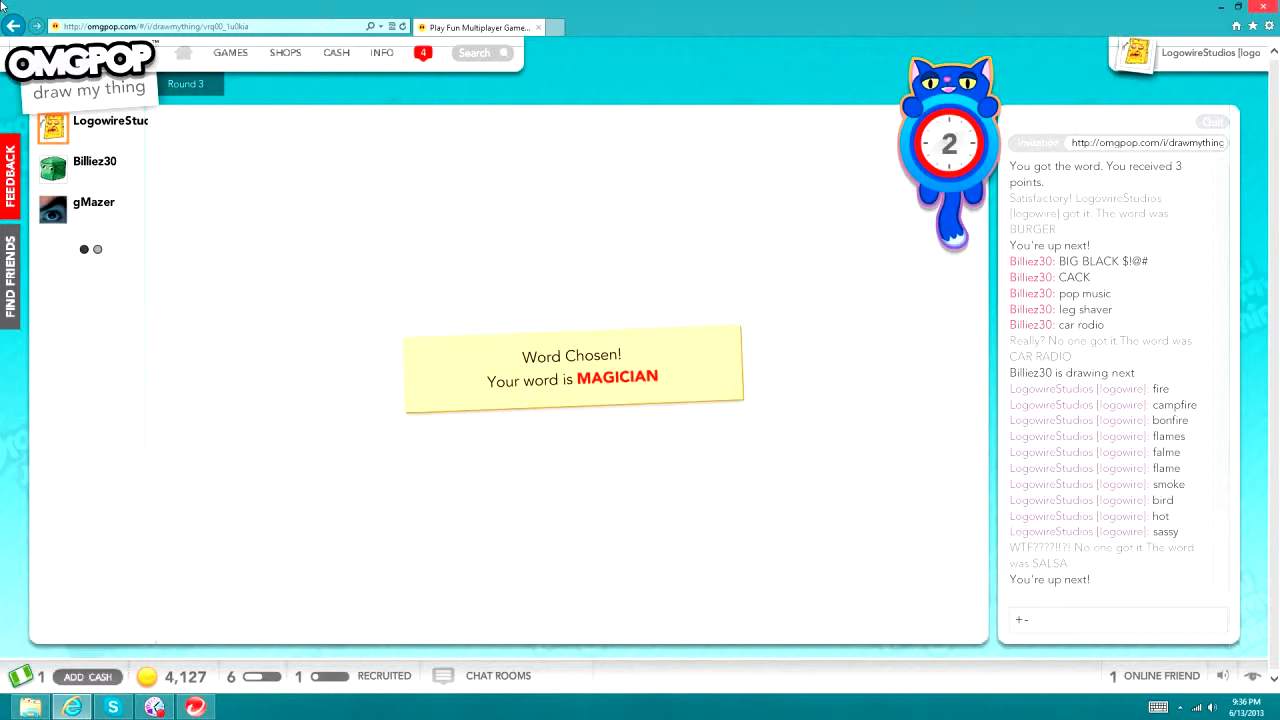 http://omgpop.com/#/i/drawmything/vrq00_1u0kia
Play Fun Multiplayer Game...
OMGPOP
draw my thing
GAMES
SHOPS
CASH
INFO
4
Search
LogowireStudios [logo
Round 3
FEEDBACK
FIND FRIENDS
LogowireStud
Billiez30
gMazer
2
Word Chosen!
Your word is MAGICIAN
Quit
Invitation http://omgpop.com/i/drawmything
You got the word. You received 3
points.
Satisfactory! LogowireStudios
[logowire] got it. The word was
BURGER
You're up next!
Billiez30: BIG BLACK $!@#
Billiez30: CACK
Billiez30: pop music
Billiez30: leg shaver
Billiez30: car rodio
Really? No one got it.The word was
CAR RADIO
Billiez30 is drawing next
LogowireStudios [logowire]: fire
LogowireStudios [logowire]: campfire
LogowireStudios [logowire]: bonfire
LogowireStudios [logowire]: flames
LogowireStudios [logowire]: falme
LogowireStudios [logowire]: flame
LogowireStudios [logowire]: smoke
LogowireStudios [logowire]: bird
LogowireStudios [logowire]: hot
LogowireStudios [logowire]: sassy
WTF????!!?! No one got it.The word
was SALSA
You're up next!
+-
1 ADD CASH 4,127 6 1 RECRUITED CHAT ROOMS 1 ONLINE FRIEND
9:36 PM
6/13/2013